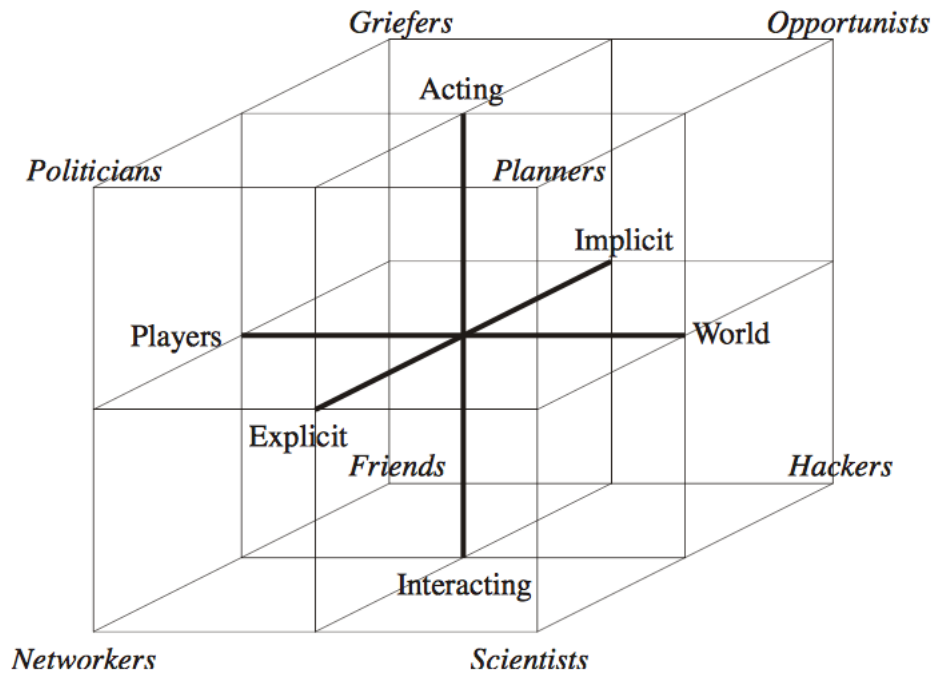 Griefers
Opportunists
Acting
Politicians
Planners
Implicit
Players
World
Explicit
Friends
Hackers
Interacting
Networkers
Scientists